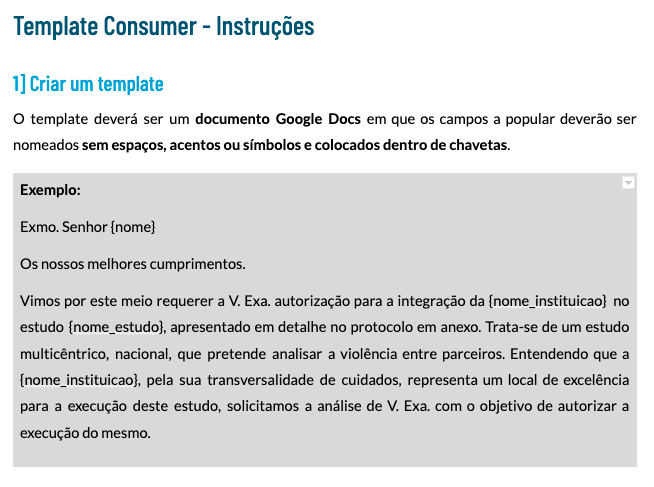 Template Consumer - Instruções
1] Criar um template
O template deverá ser um documento Google Docs em que os campos a popular deverão ser
nomeados sem espaços, acentos ou símbolos e colocados dentro de chavetas.
Exemplo:
Exmo. Senhor {nome}
Os nossos melhores cumprimentos.
Vimos por este meio requerer a V. Exa. autorização para a integração da {nome_instituicao} no
estudo {nome_estudo}, apresentado em detalhe no protocolo em anexo. Trata-se de um estudo
multicêntrico, nacional, que pretende analisar a violência entre parceiros. Entendendo que a
{nome_instituicao}, pela sua transversalidade de cuidados, representa um local de excelência
para a execução deste estudo, solicitamos a análise de V. Exa. com o objetivo de autorizar a
execução do mesmo.